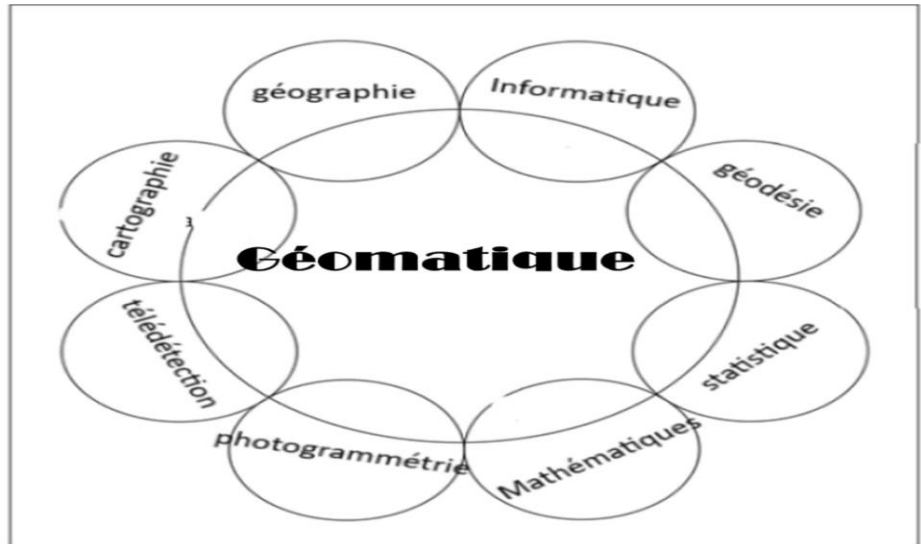 géographie
Informatique
géodésie
statistique
Mathématiques
photogrammétrie
télédétection
cartographie
Géomatique